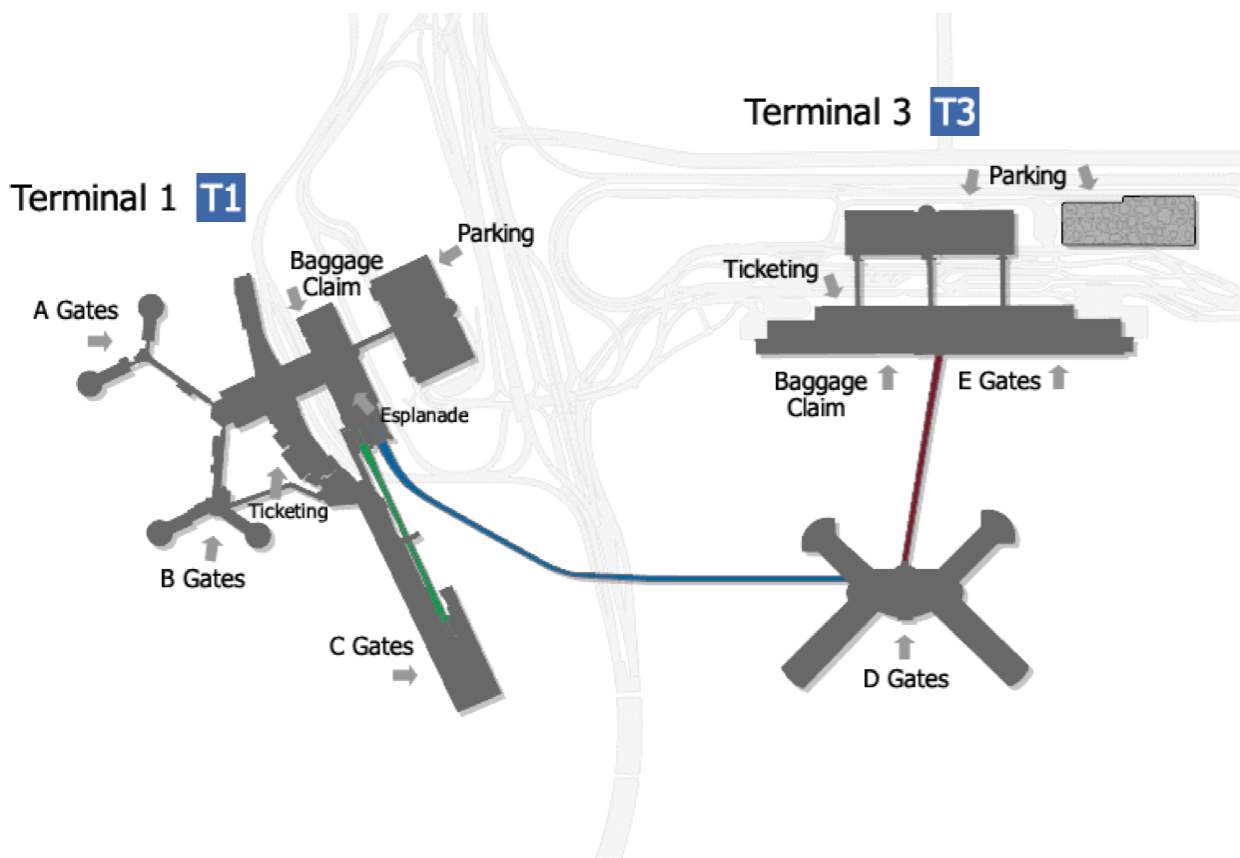 Terminal 3 T3
Parking
Terminal 1 T1
Parking
Baggage
Claim
Ticketing
A Gates
Baggage
Claim
E Gates
Esplanade
Ticketing
B Gates
C Gates
D Gates